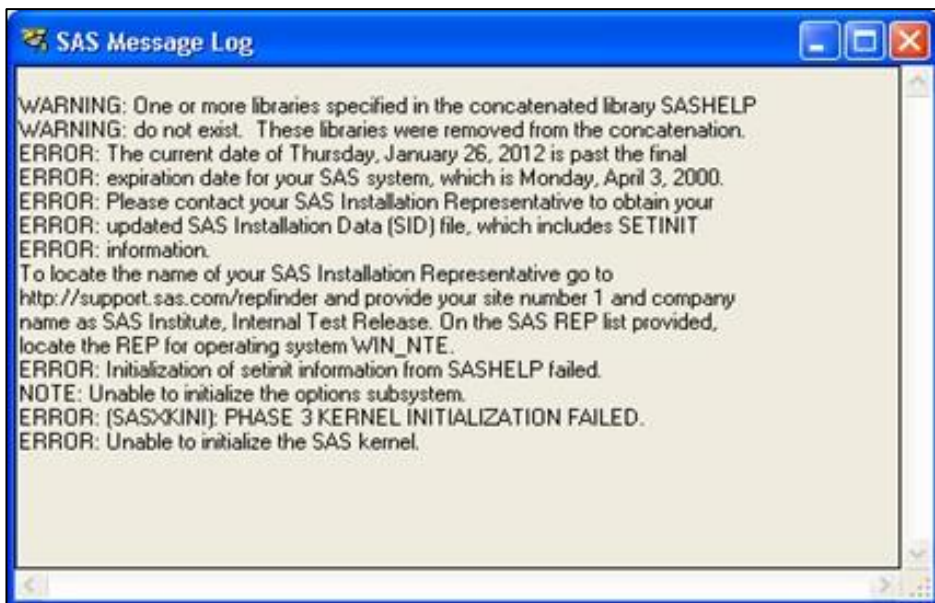 SAS Message Log
WARNING: One or more libraries specified in the concatenated library SASHELP
WARNING: do not exist.  These libraries were removed from the concatenation.
ERROR: The current date of Thursday, January 26, 2012 is past the final
ERROR: expiration date for your SAS system, which is Monday, April 3, 2000.
ERROR: Please contact your SAS Installation Representative to obtain your
ERROR: updated SAS Installation Data (SID) file, which includes SETINIT
ERROR: information.
To locate the name of your SAS Installation Representative go to
http://support.sas.com/repfinder and provide your site number 1 and company
name as SAS Institute, Internal Test Release. On the SAS REP list provided,
locate the REP for operating system WIN_NTE.
ERROR: Initialization of setinit information from SASHELP failed.
NOTE: Unable to initialize the options subsystem.
ERROR: (SASXKINI): PHASE 3 KERNEL INITIALIZATION FAILED.
ERROR: Unable to initialize the SAS kernel.